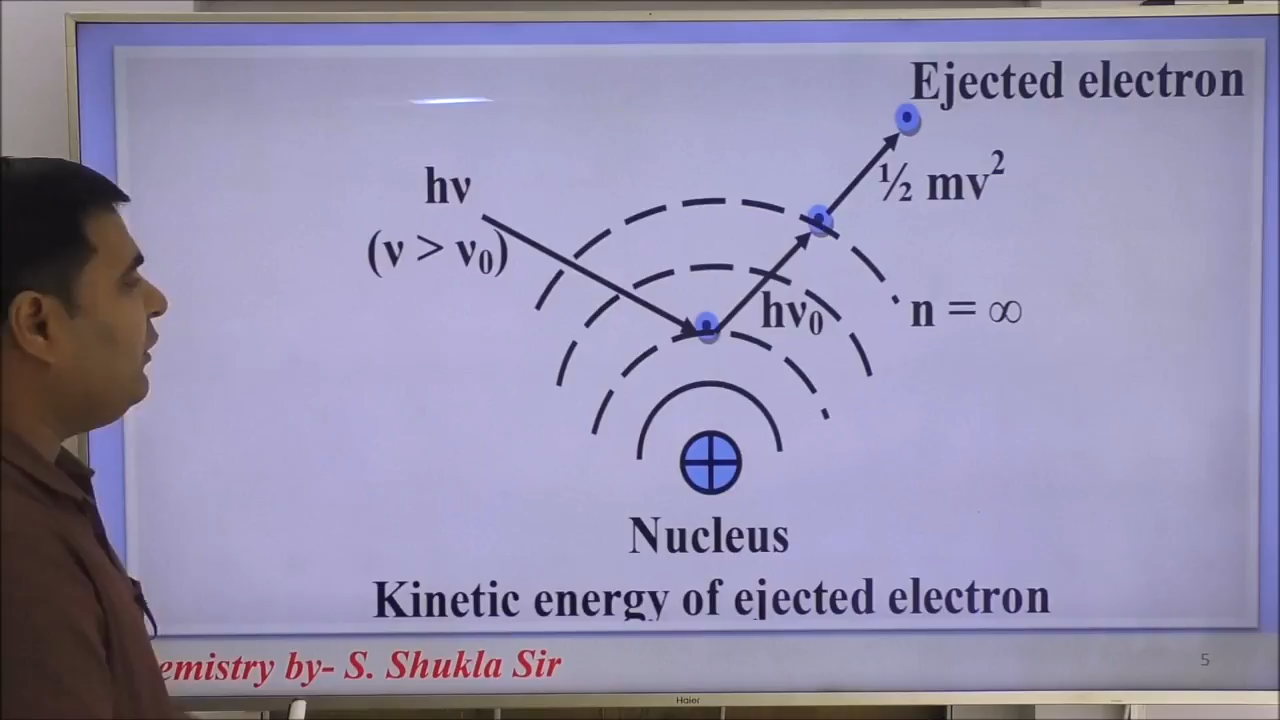 Ejected electron
hν
½ mv²
(ν > ν₀)
hν₀
n = ∞
Nucleus
Kinetic energy of ejected electron
emistry by- S. Shukla Sir
5
Haier